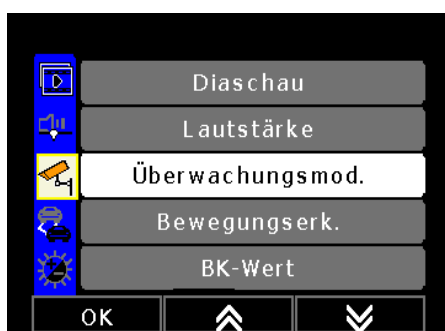 Diaschau
Lautstärke
Überwachungsmod.
Bewegungserk.
BK-Wert
OK